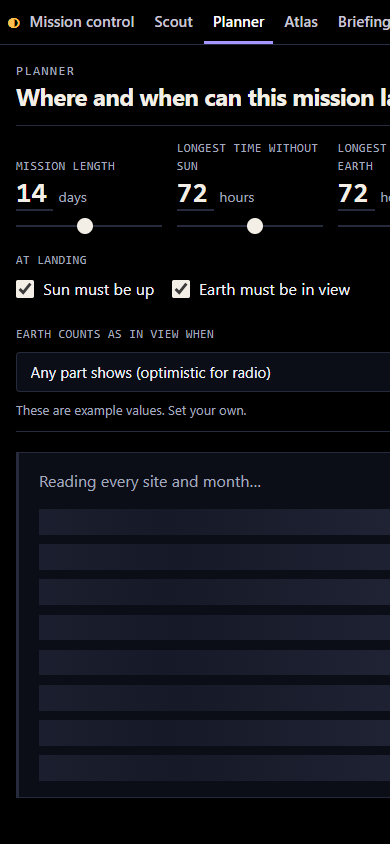 Mission control Scout Planner Atlas Briefing
PLANNER
Where and when can this mission la
MISSION LENGTH
14 days
LONGEST TIME WITHOUT SUN
72 hours
LONGEST
EARTH
72 h
AT LANDING
Sun must be up Earth must be in view
EARTH COUNTS AS IN VIEW WHEN
Any part shows (optimistic for radio)
These are example values. Set your own.
Reading every site and month...